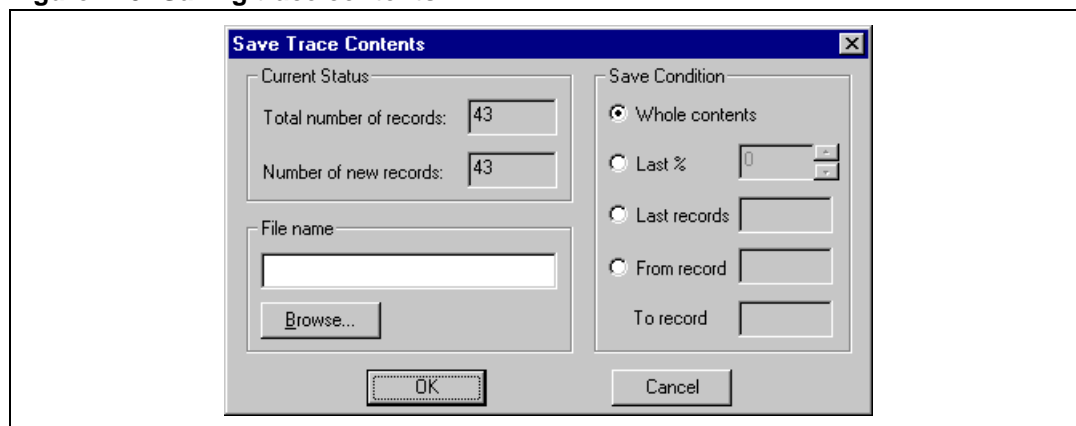 Save Trace Contents
Current Status
Total number of records: 43
Number of new records: 43
File name
Browse...
Save Condition
Whole contents
Last % 0
Last records
From record
To record
OK
Cancel